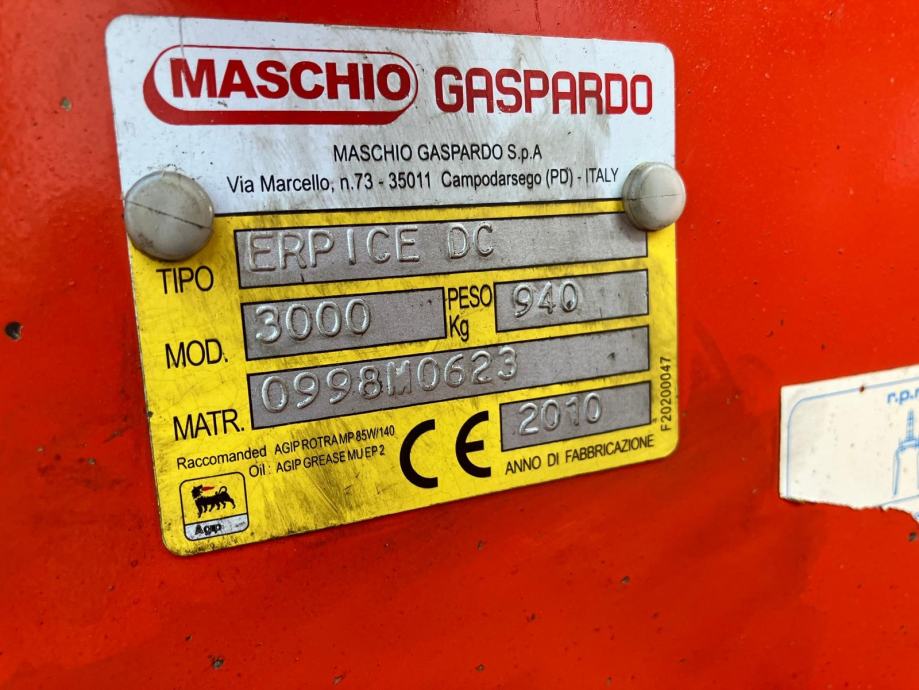 MASCHIO GASPARDO
MASCHIO GASPARDO S.p.A
Via Marcello, n.73 - 35011 Campodarsego (PD) - ITALY
TIPO ERPICE DC
MOD. 3000 PESO Kg 940
MATR. 0998M0623
Raccomanded AGIP ROTRA MP 85W/140
Oil : AGIP GREASE MU EP 2
CE 2010
ANNO DI FABBRICAZIONE
F20200047
Agip
r.p.